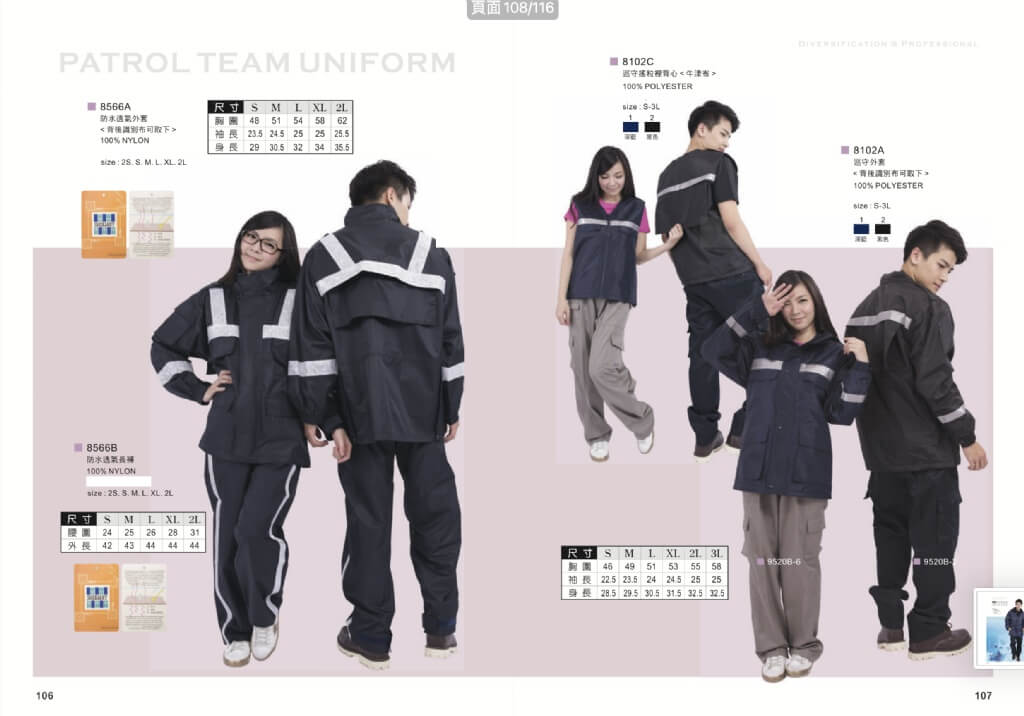 頁面 108/116
PATROL TEAM UNIFORM
8566A
防水透氣外套
<背後識別布可取下>
100% NYLON
size : 2S. S. M. L. XL. 2L
尺寸 S M L XL 2L
胸圍 48 51 54 58 62
袖長 23.5 24.5 25 25 25.5
身長 29 30.5 32 34 35.5
8566B
防水透氣長褲
100% NYLON
size : 2S. S. M. L. XL. 2L
尺寸 S M L XL 2L
腰圍 24 25 26 28 31
外長 42 43 44 44 44
106
DIVERSIFICATION & PROFESSIONAL
8102C
巡守搖粒裡背心<牛津布>
100% POLYESTER
size : S-3L
1 2
深藍 黑色
8102A
巡守外套
<背後識別布可取下>
100% POLYESTER
size : S-3L
1 2
深藍 黑色
尺寸 S M L XL 2L 3L
胸圍 46 49 51 53 55 58
袖長 22.5 23.5 24 24.5 25 25
身長 28.5 29.5 30.5 31.5 32.5 32.5
9520B-6
107